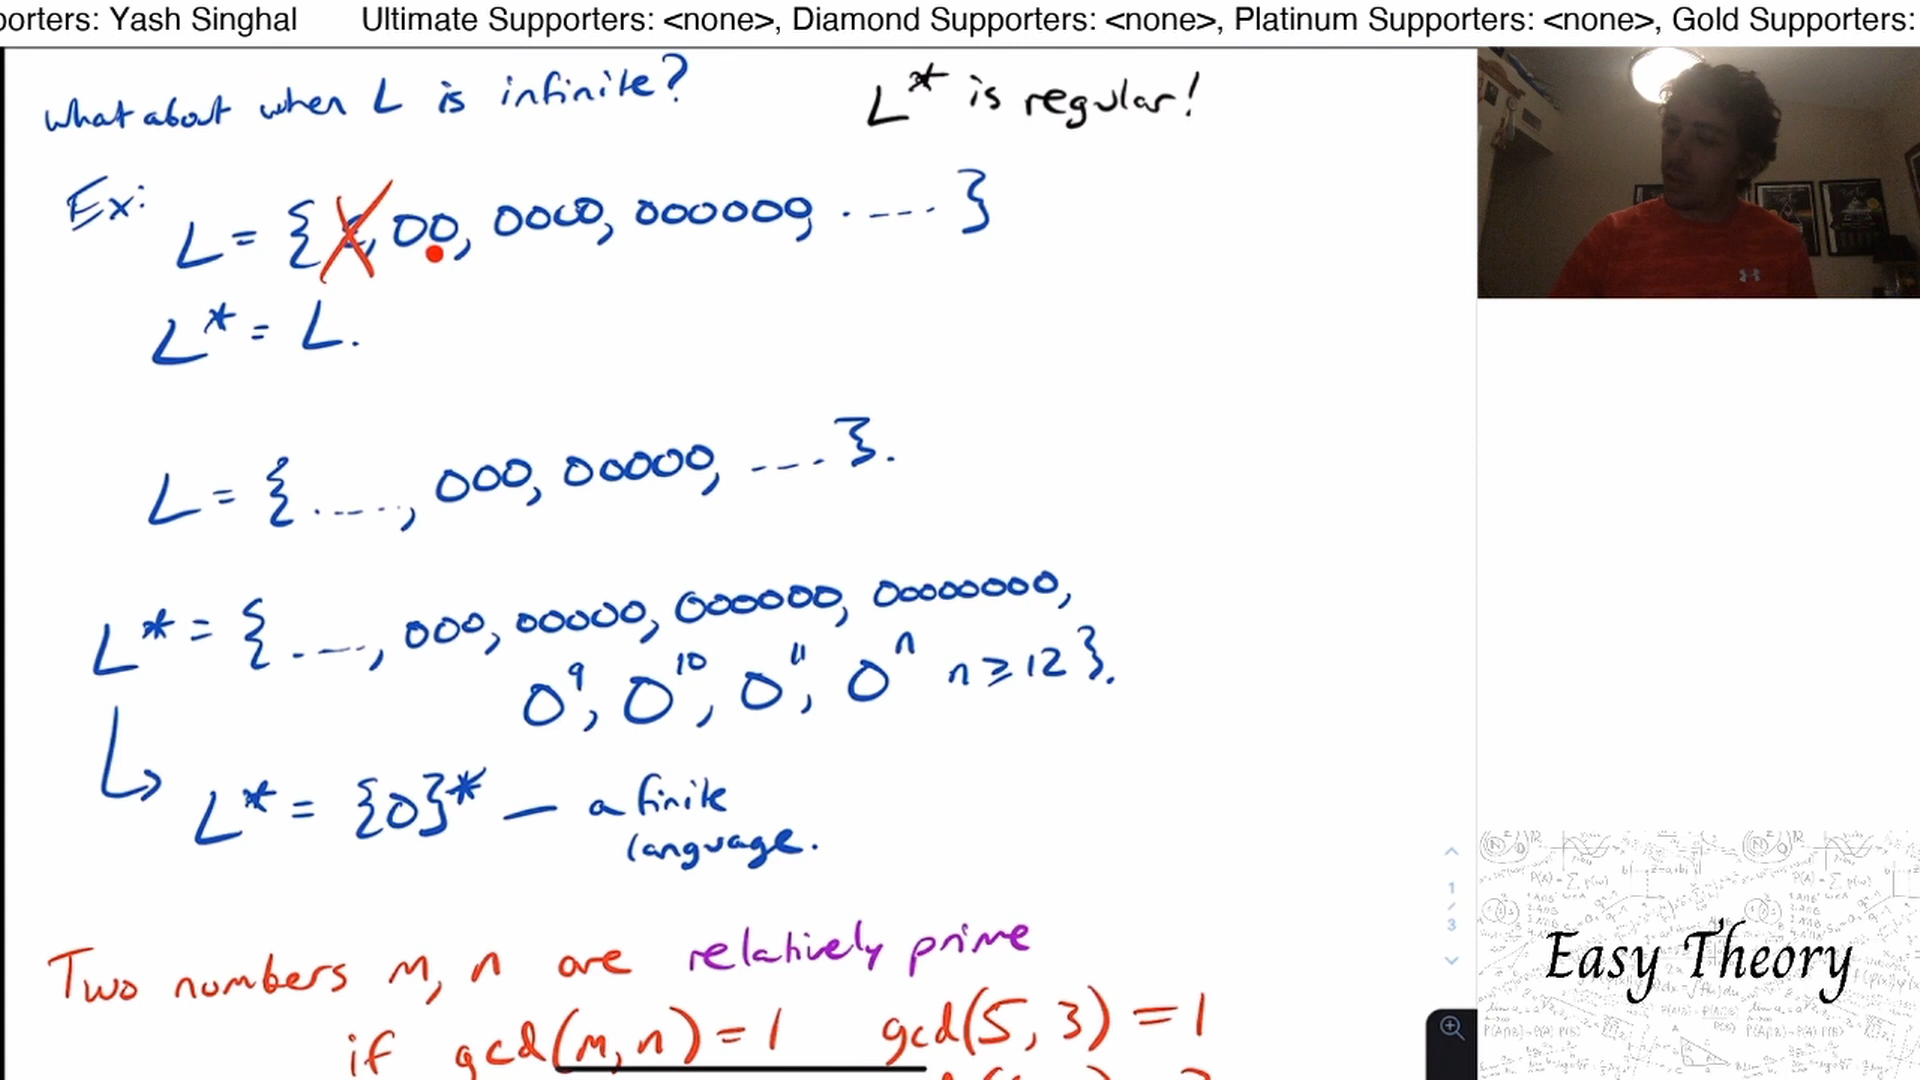 porters: Yash Singhal Ultimate Supporters: <none>, Diamond Supporters: <none>, Platinum Supporters: <none>, Gold Supporters:
What about when L is infinite? L* is regular!
Ex: L = { , 00, 0000, 000000, ..... }
L* = L.
L = { ....., 000, 00000, ..... }.
L* = { ...., 000, 00000, 000000, 00000000,
0⁹, 0¹⁰, 0¹¹, 0ⁿ n ≥ 12 }.
↳ L* = {0}* — a finite
language.
Two numbers m, n are relatively prime
if gcd(m, n) = 1 gcd(5, 3) = 1
1
/
3
Easy Theory